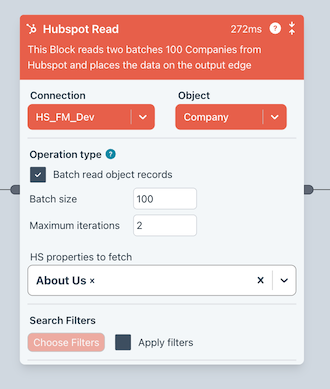 Hubspot Read 272ms ?
This Block reads two batches 100 Companies from
Hubspot and places the data on the output edge
Connection Object
HS_FM_Dev Company
Operation type ?
Batch read object records
Batch size 100
Maximum iterations 2
HS properties to fetch
About Us × ×
Search Filters
Choose Filters Apply filters